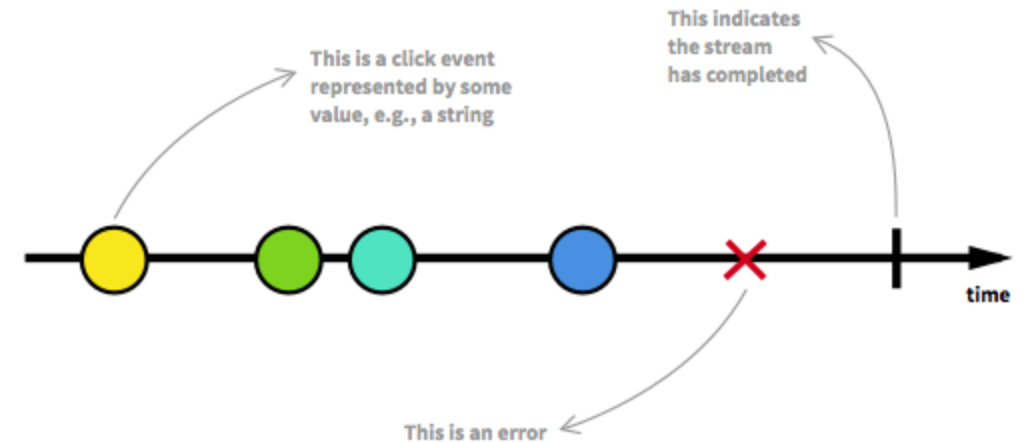 This indicates
the stream
has completed
This is a click event
represented by some
value, e.g., a string
time
This is an error